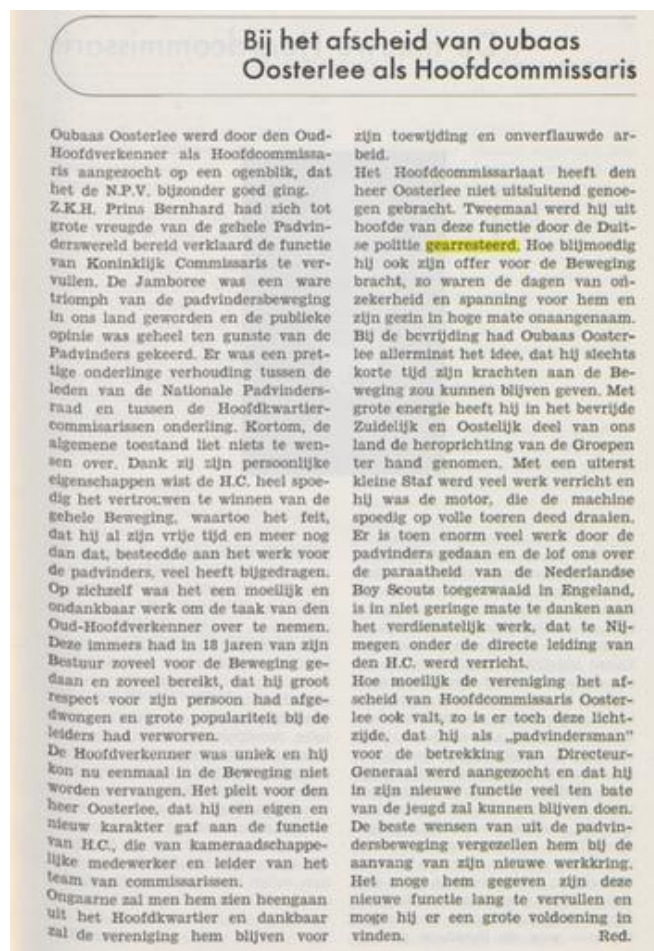 Bij het afscheid van oubaas
Oosterlee als Hoofdcommissaris
Oubaas Oosterlee werd door den Oud-
Hoofdverkenner als Hoofdcommissa-
ris aangezocht op een ogenblik, dat
het de N.P.V. bijzonder goed ging.
Z.K.H. Prins Bernhard had zich tot
grote vreugde van de gehele Padvin-
derswereld bereid verklaard de functie
van Koninklijk Commissaris te ver-
vullen. De Jamboree was een ware
triomph van de padvindersbeweging
in ons land geworden en de publieke
opinie was geheel ten gunste van de
Padvinders gekeerd. Er was een pret-
tige onderlinge verhouding tussen de
leden van de Nationale Padvinders-
raad en tussen de Hoofdkwartier-
commissarissen onderling. Kortom, de
algemene toestand liet niets te wen-
sen over. Dank zij zijn persoonlijke
eigenschappen wist de H.C. heel spoe-
dig het vertrouwen te winnen van de
gehele Beweging, waartoe het feit,
dat hij al zijn vrije tijd en meer nog
dan dat, besteedde aan het werk voor
de padvinders, veel heeft bijgedragen.
Op zichzelf was het een moeilijk en
ondankbaar werk om de taak van den
Oud-Hoofdverkenner over te nemen.
Deze immers had in 18 jaren van zijn
Bestuur zoveel voor de Beweging ge-
daan en zoveel bereikt, dat hij groot
respect voor zijn persoon had afge-
dwongen en grote populariteit bij de
leiders had verworven.
De Hoofdverkenner was uniek en hij
kon nu eenmaal in de Beweging niet
worden vervangen. Het pleit voor den
heer Oosterlee, dat hij een eigen en
nieuw karakter gaf aan de functie
van H.C., die van kameraadschappe-
lijke medewerker en leider van het
team van commissarissen.
Ongaarne zal men hem zien heengaan
uit het Hoofdkwartier en dankbaar
zal de vereniging hem blijven voor
zijn toewijding en onverflauwde ar-
beid.
Het Hoofdcommissariaat heeft den
heer Oosterlee niet uitsluitend genoe-
gen gebracht. Tweemaal werd hij uit
hoofde van deze functie door de Duit-
se politie gearresteerd. Hoe blijmoedig
hij ook zijn offer voor de Beweging
bracht, zo waren de dagen van on-
zekerheid en spanning voor hem en
zijn gezin in hoge mate onaangenaam.
Bij de bevrijding had Oubaas Ooster-
lee allerminst het idee, dat hij slechts
korte tijd zijn krachten aan de Be-
weging zou kunnen blijven geven. Met
grote energie heeft hij in het bevrijde
Zuidelijk en Oostelijk deel van ons
land de heroprichting van de Groepen
ter hand genomen. Met een uiterst
kleine Staf werd veel werk verricht en
hij was de motor, die de machine
spoedig op volle toeren deed draaien.
Er is toen enorm veel werk door de
padvinders gedaan en de lof ons over
de paraatheid van de Nederlandse
Boy Scouts toegezwaaid in Engeland,
is in niet geringe mate te danken aan
het verdienstelijk werk, dat te Nij-
megen onder de directe leiding van
den H.C. werd verricht.
Hoe moeilijk de vereniging het af-
scheid van Hoofdcommissaris Ooster-
lee ook valt, zo is er toch deze licht-
zijde, dat hij als „padvindersman"
voor de betrekking van Directeur-
Generaal werd aangezocht en dat hij
in zijn nieuwe functie veel ten bate
van de jeugd zal kunnen blijven doen.
De beste wensen van uit de padvin-
dersbeweging vergezellen hem bij de
aanvang van zijn nieuwe werkkring.
Het moge hem gegeven zijn deze
nieuwe functie lang te vervullen en
moge hij er een grote voldoening in
vinden. Red.